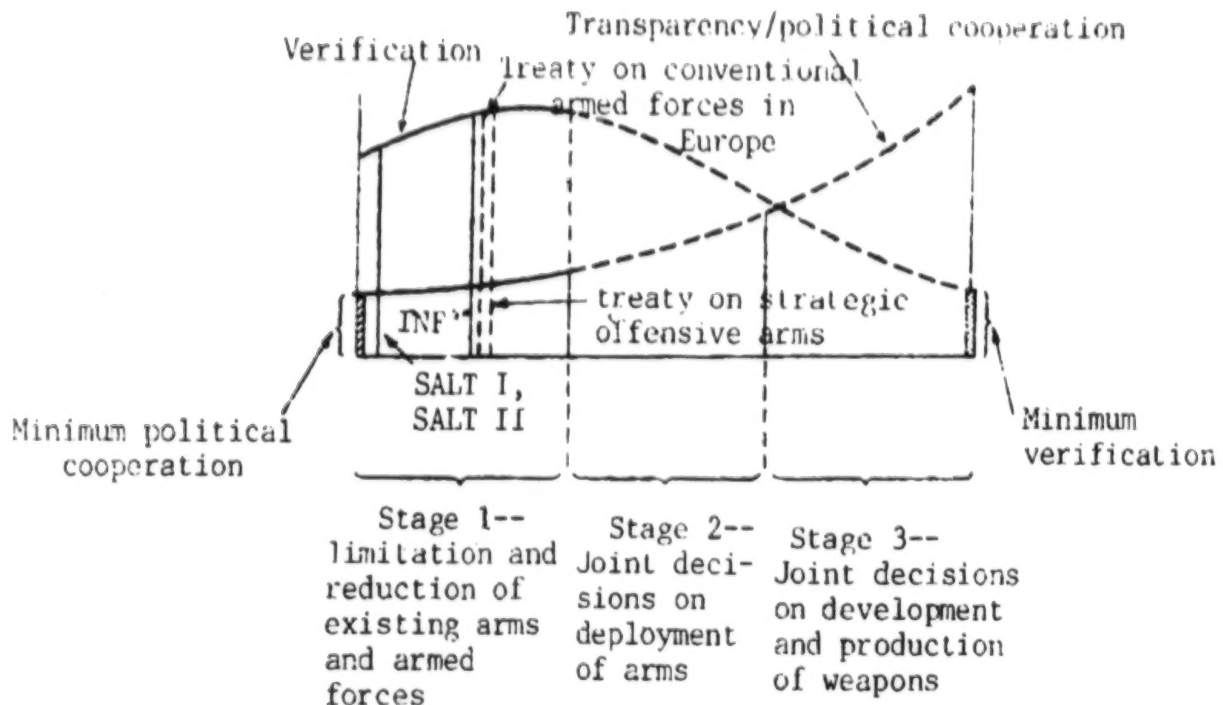 Transparency/political cooperation
Verification
Treaty on conventional
armed forces in
Europe
INF
treaty on strategic
offensive arms
SALT I,
SALT II
Minimum political
cooperation
Minimum
verification
Stage 1--
limitation and
reduction of
existing arms
and armed
forces
Stage 2--
Joint deci-
sions on
deployment
of arms
Stage 3--
Joint decisions
on development
and production
of weapons